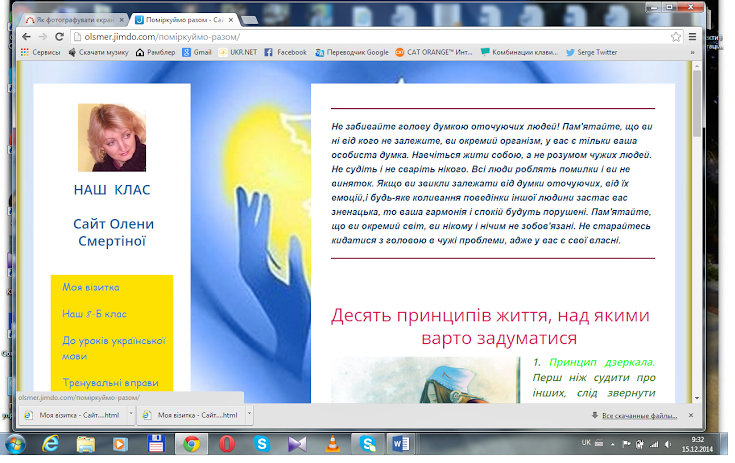 Як фотографувати екран
Поміркуймо разом - Сай
olsmer.jimdo.com/поміркуймо-разом/
Сервисы Скачати музику Рамблер Gmail UKR.NET Facebook Переводчик Google CAT ORANGE™ Инт... Комбинации клави... Serge Twitter »
НАШ КЛАС
Сайт Олени
Смертіної
Моя візитка
Наш 5-Б клас
До уроків української
мови
Тренувальні вправи
Не забивайте голову думкою оточуючих людей! Пам'ятайте, що ви
ні від кого не залежите, ви окремий організм, у вас є тільки ваша
особиста думка. Навчіться жити собою, а не розумом чужих людей.
Не судіть і не сваріть нікого. Всі люди роблять помилки і ви не
виняток. Якщо ви звикли залежати від думки оточуючих, від їх
емоцій,і будь-яке коливання поведінки іншої людини застає вас
зненацька, то ваша гармонія і спокій будуть порушені. Пам'ятайте,
що ви окремий світ, ви нікому і нічим не зобов'язані. Не старайтесь
кидатися з головою в чужі проблеми, адже у вас є свої власні.
Десять принципів життя, над якими
варто задуматися
1. Принцип дзеркала.
Перш ніж судити про
інших, слід звернути
olsmer.jimdo.com/поміркуймо-разом/
Моя візитка - Сайт....html
Моя візитка - Сайт....html
Все скачанные файлы...
UK
9:32
15.12.2014